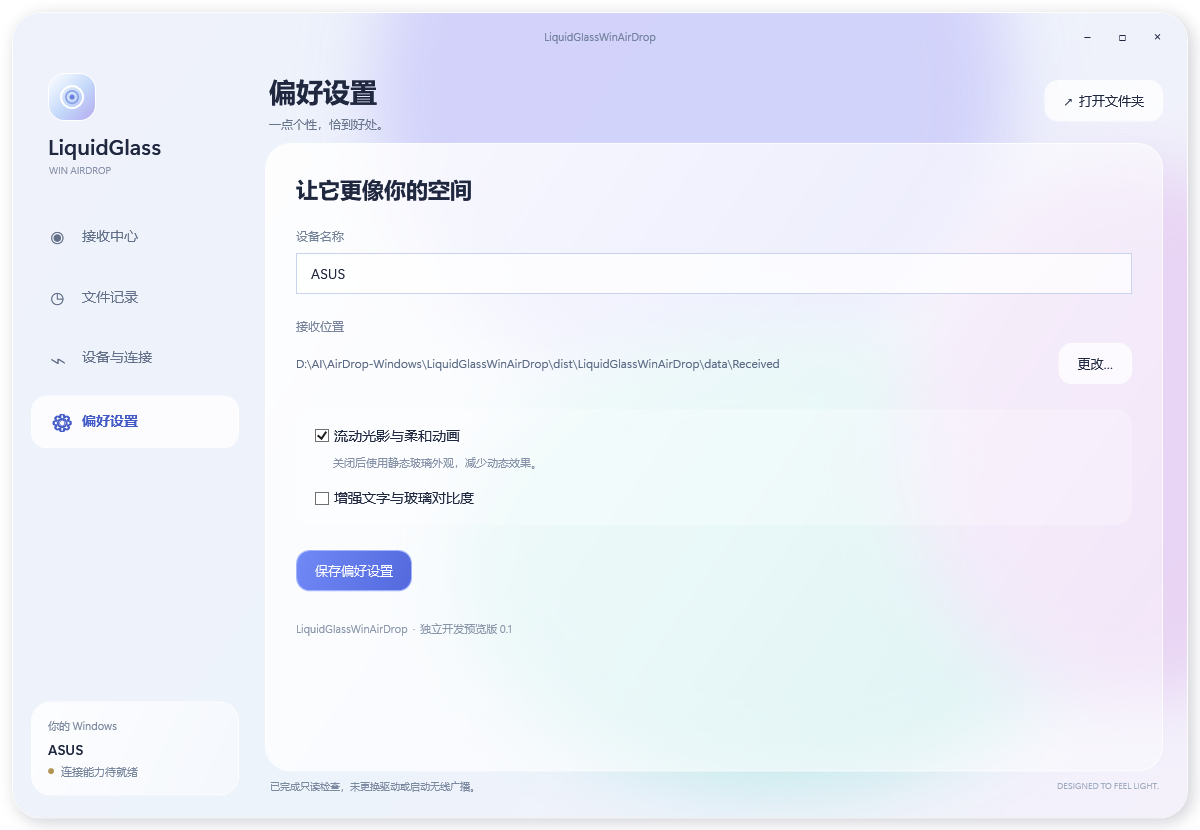 LiquidGlassWinAirDrop
LiquidGlass
WIN AIRDROP
接收中心
文件记录
设备与连接
偏好设置
你的 Windows
ASUS
连接能力待就绪
偏好设置
一点个性，恰到好处。
打开文件夹
让它更像你的空间
设备名称
ASUS
接收位置
D:\AI\AirDrop-Windows\LiquidGlassWinAirDrop\dist\LiquidGlassWinAirDrop\data\Received
更改...
流动光影与柔和动画
关闭后使用静态玻璃外观，减少动态效果。
增强文字与玻璃对比度
保存偏好设置
LiquidGlassWinAirDrop · 独立开发预览版 0.1
已完成只读检查，未更换驱动或启动无线广播。
DESIGNED TO FEEL LIGHT.